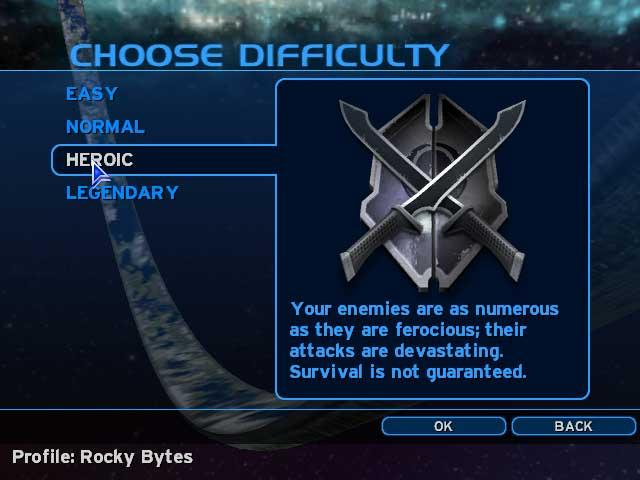 CHOOSE DIFFICULTY
EASY
NORMAL
HEROIC
LEGENDARY
Your enemies are as numerous
as they are ferocious; their
attacks are devastating.
Survival is not guaranteed.
OK
BACK
Profile: Rocky Bytes